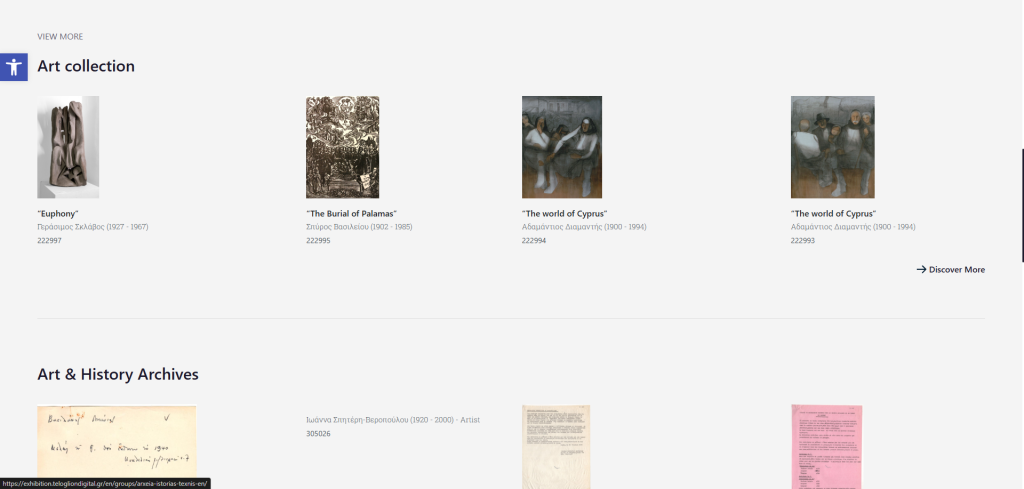 VIEW MORE
Art collection
"Euphony"
Γεράσιμος Σκλάβος (1927 - 1967)
222997
"The Burial of Palamas"
Σπύρος Βασιλείου (1902 - 1985)
222995
"The world of Cyprus"
Αδαμάντιος Διαμαντής (1900 - 1994)
222994
"The world of Cyprus"
Αδαμάντιος Διαμαντής (1900 - 1994)
222993
→ Discover More
Art & History Archives
Ιωάννα Σπητέρη-Βεροπούλου (1920 - 2000) - Artist
305026
https://exhibition.telogliondigital.gr/en/groups/arxeia-istorias-texnis-en/